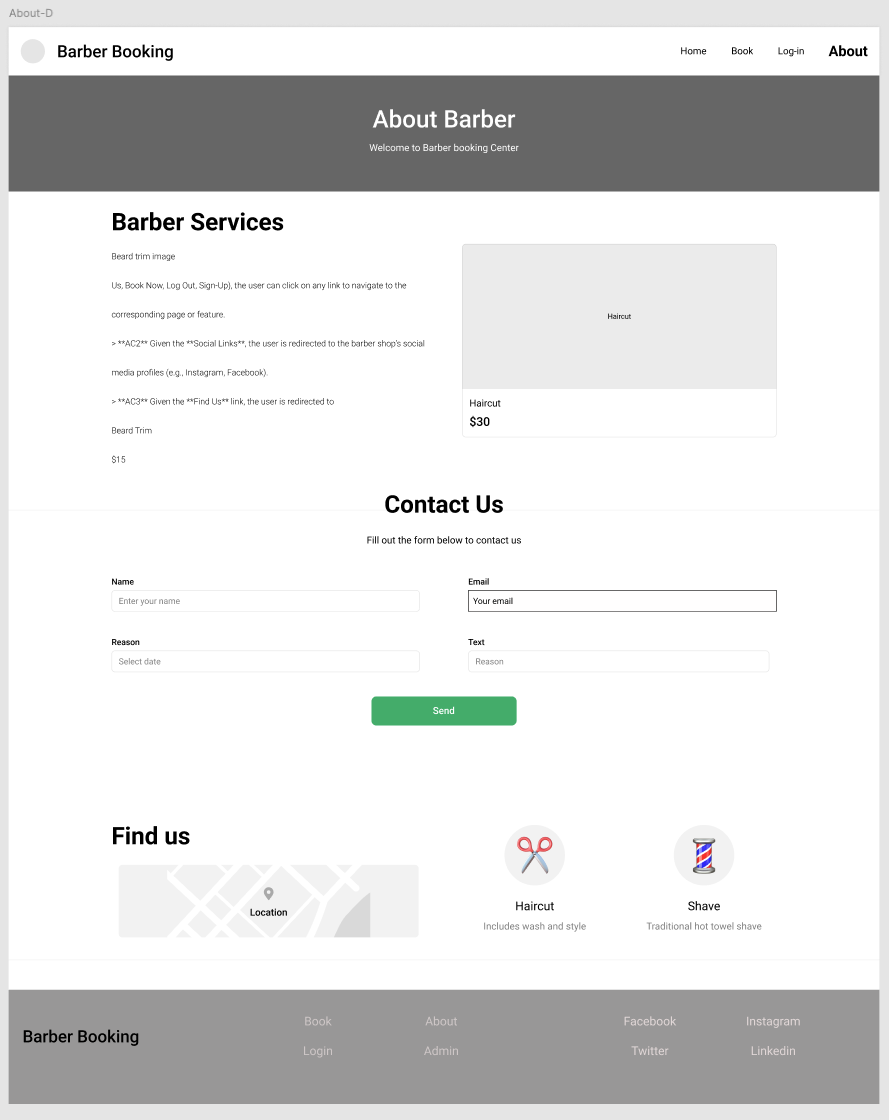 About-D
Barber Booking
Home
Book
Log-in
About
About Barber
Welcome to Barber booking Center
Barber Services
Beard trim image
Us, Book Now, Log Out, Sign-Up), the user can click on any link to navigate to the
corresponding page or feature.
> **AC2** Given the **Social Links**, the user is redirected to the barber shop's social
media profiles (e.g., Instagram, Facebook).
> **AC3** Given the **Find Us** link, the user is redirected to
Beard Trim
$15
Haircut
Haircut
$30
Contact Us
Fill out the form below to contact us
Name
Enter your name
Email
Your email
Reason
Select date
Text
Reason
Send
Find us
Location
Haircut
Includes wash and style
Shave
Traditional hot towel shave
Barber Booking
Book
About
Facebook
Instagram
Login
Admin
Twitter
Linkedin